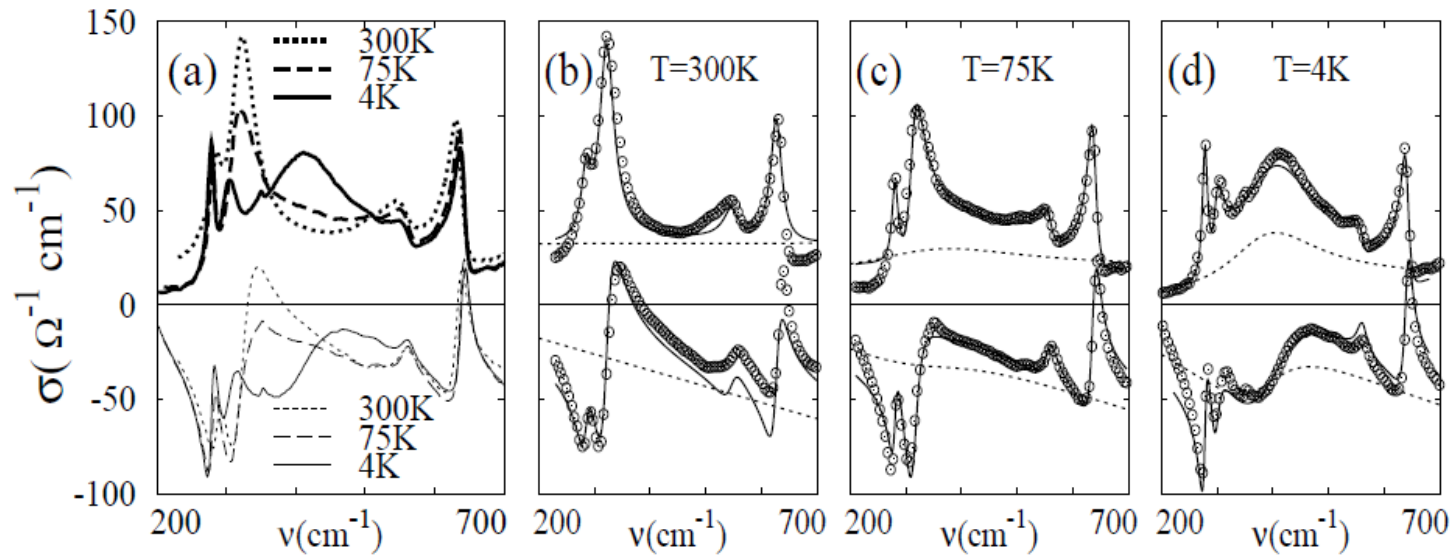 150
100
50
0
-50
-100
σ( Ω⁻¹ cm⁻¹)
(a)
300K
75K
4K
300K
75K
4K
200 ν(cm⁻¹) 700
(b) T=300K
200 ν(cm⁻¹) 700
(c) T=75K
200 ν(cm⁻¹) 700
(d) T=4K
200 ν(cm⁻¹) 700